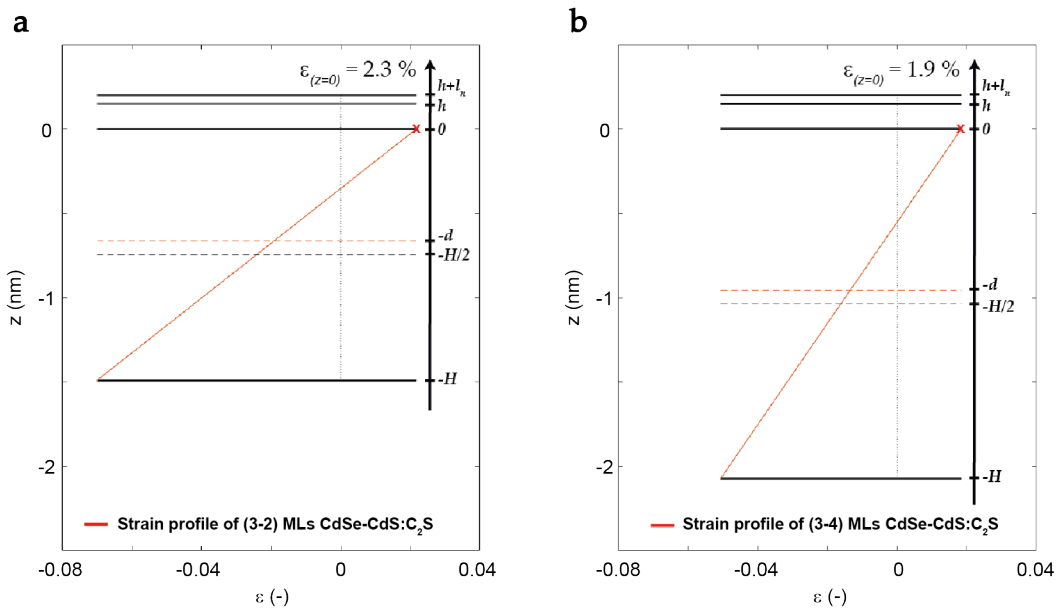 a
ε(z=0) = 2.3 %
h+ln
h
0
-d
-H/2
-H
0
-1
-2
z (nm)
Strain profile of (3-2) MLs CdSe-CdS:C2S
-0.08
-0.04
0
0.04
ε (-)
b
ε(z=0) = 1.9 %
h+ln
h
0
-d
-H/2
-H
0
-1
-2
z (nm)
Strain profile of (3-4) MLs CdSe-CdS:C2S
-0.08
-0.04
0
0.04
ε (-)